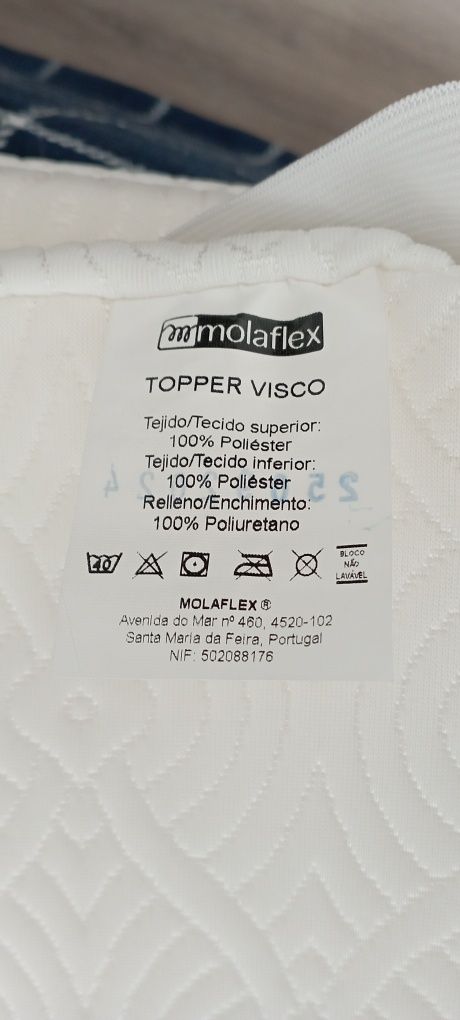 molaflex
TOPPER VISCO
Tejido/Tecido superior:
100% Poliéster
Tejido/Tecido inferior:
100% Poliéster
Relleno/Enchimento:
100% Poliuretano
BLOCO
NÃO
LAVÁVEL
MOLAFLEX ®
Avenida do Mar nº 460, 4520-102
Santa Maria da Feira, Portugal
NIF: 502088176